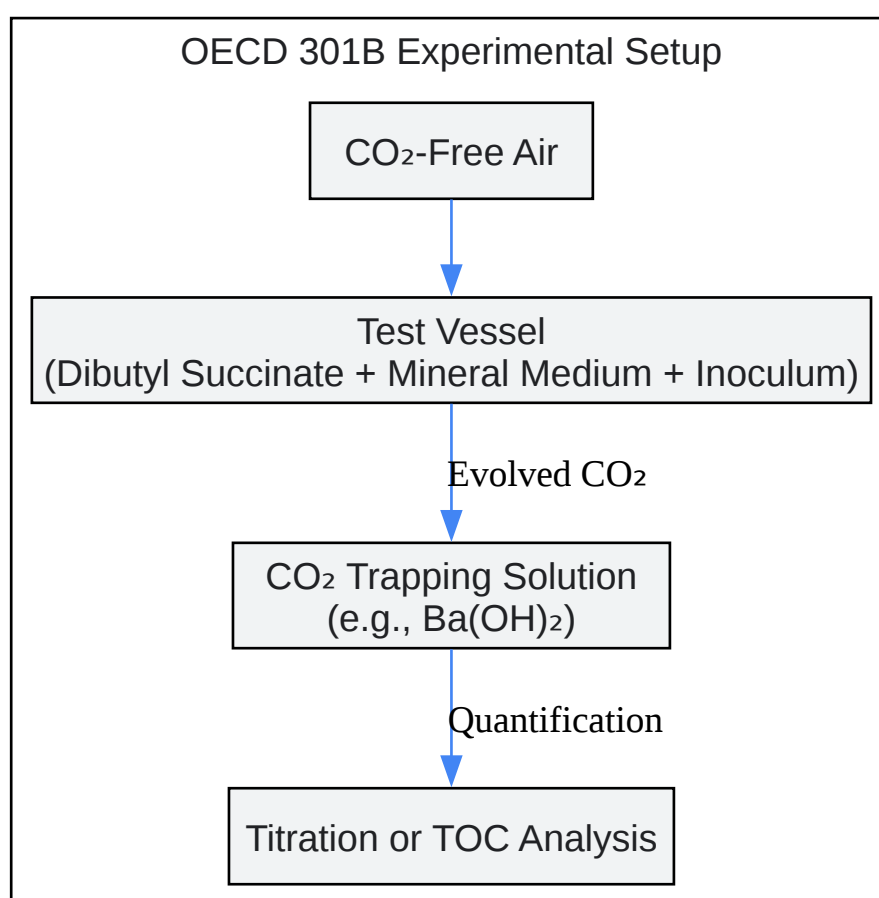 OECD 301B Experimental Setup
CO₂-Free Air
Test Vessel
(Dibutyl Succinate + Mineral Medium + Inoculum)
Evolved CO₂
CO₂ Trapping Solution
(e.g., Ba(OH)₂)
Quantification
Titration or TOC Analysis